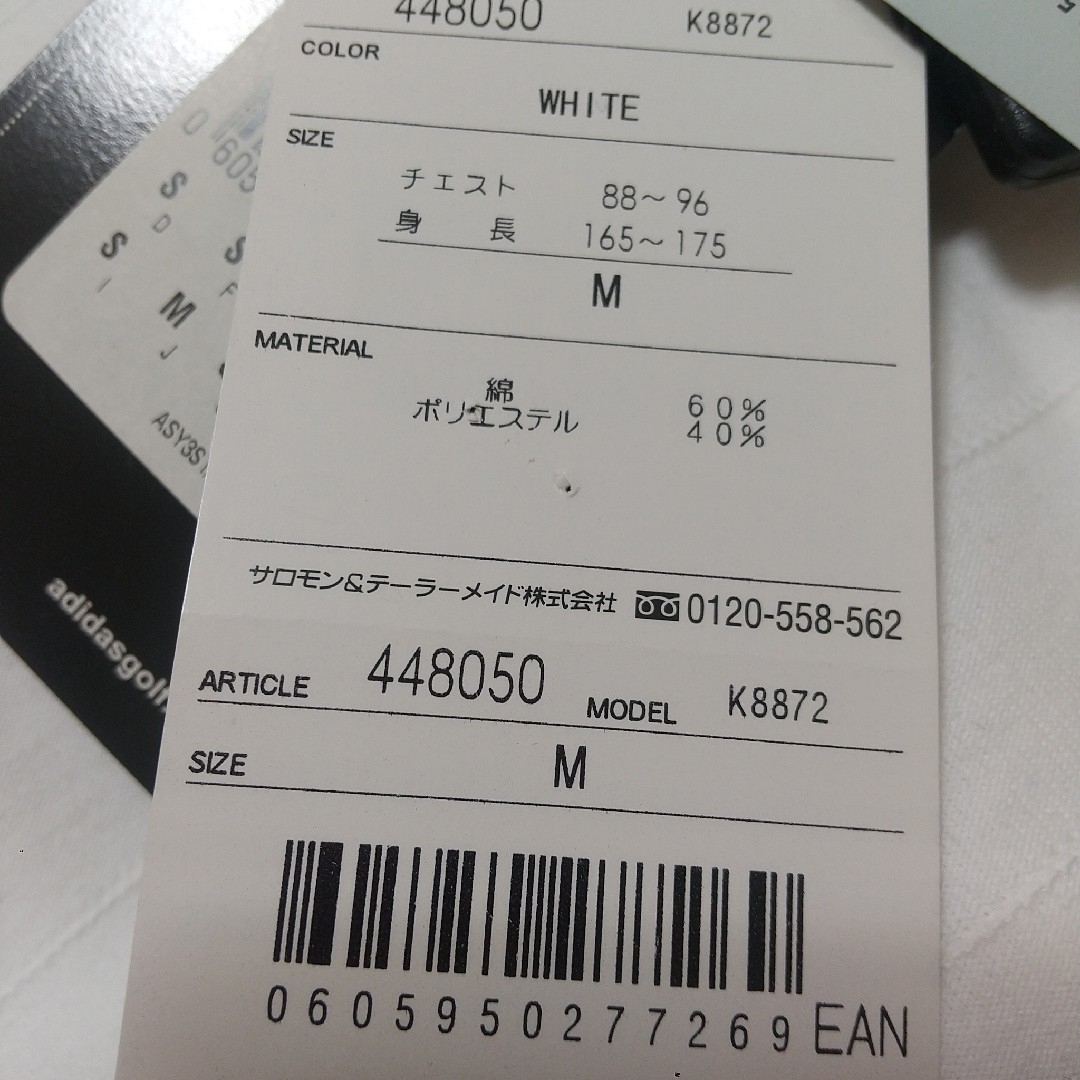 448050 K8872
COLOR
WHITE
SIZE
チェスト 88～96
身 長 165～175
M
MATERIAL
綿 60%
ポリエステル 40%
サロモン&テーラーメイド株式会社 0120-558-562
ARTICLE 448050 MODEL K8872
SIZE M
0605950277269 EAN
O
605
S
D
S
I
S
F
M
J
ASY3S
adidasgolf